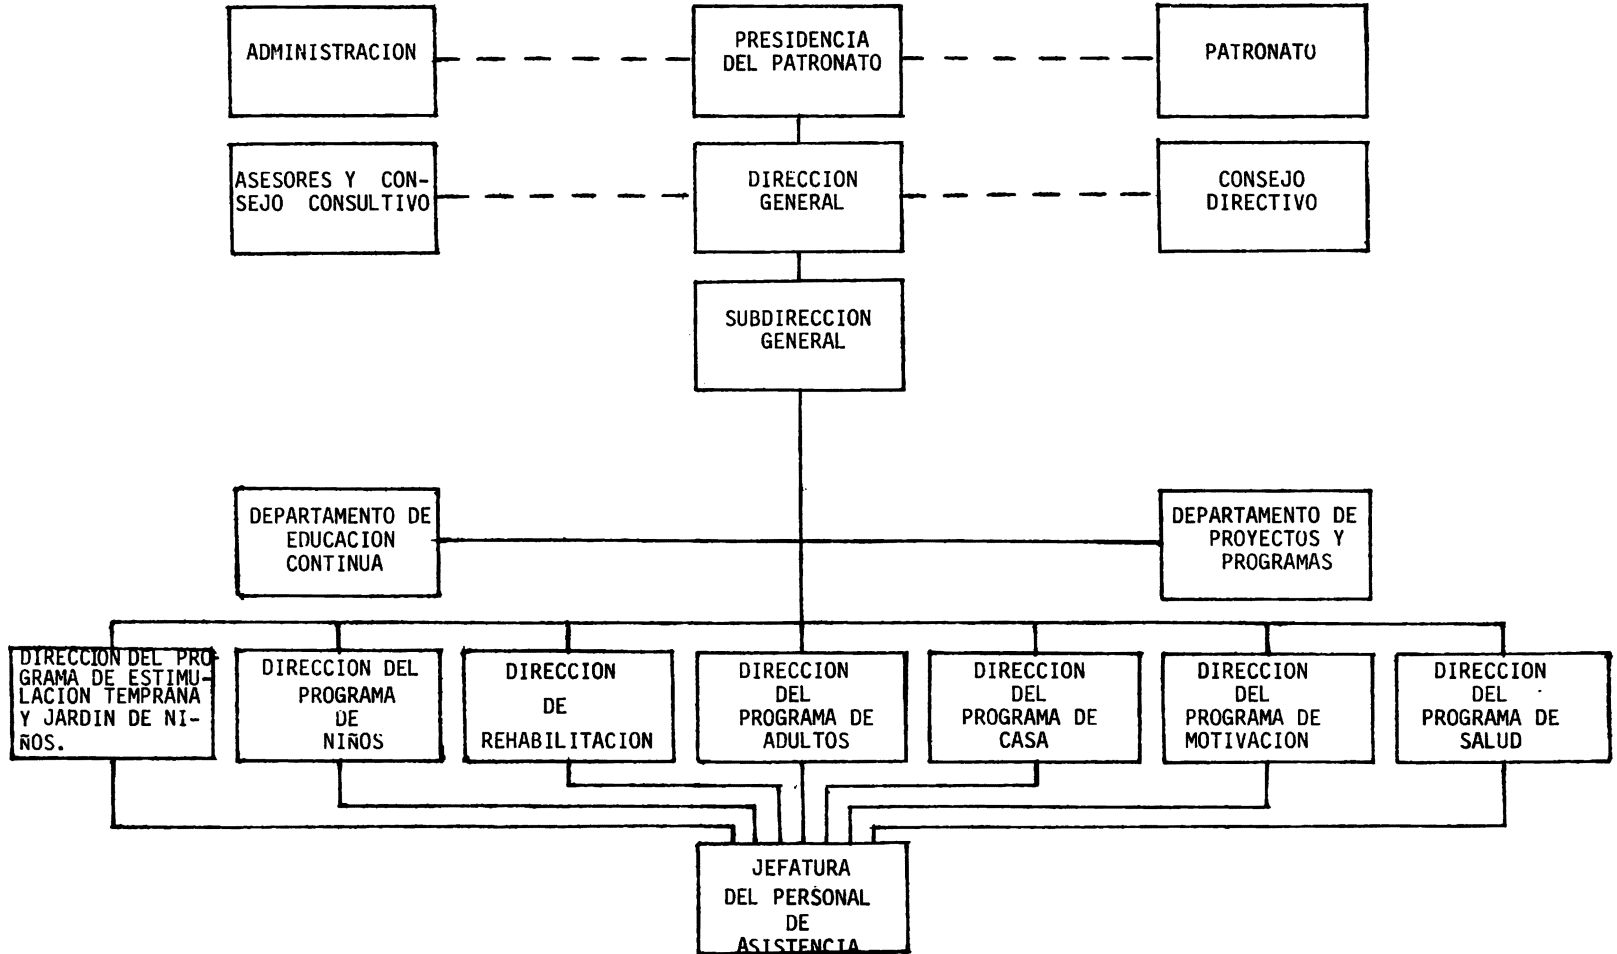 ADMINISTRACION
PRESIDENCIA
DEL PATRONATO
PATRONATO
ASESORES Y CON-
SEJO CONSULTIVO
DIRECCION
GENERAL
CONSEJO
DIRECTIVO
SUBDIRECCION
GENERAL
DEPARTAMENTO DE
EDUCACION
CONTINUA
DEPARTAMENTO DE
PROYECTOS Y
PROGRAMAS
DIRECCION DEL PRO-
GRAMA DE ESTIMU-
LACION TEMPRANA
Y JARDIN DE NI-
ÑOS.
DIRECCION DEL
PROGRAMA
DE
NIÑOS
DIRECCION
DE
REHABILITACION
DIRECCION
DEL
PROGRAMA DE
ADULTOS
DIRECCION
DEL
PROGRAMA DE
CASA
DIRECCION
DEL
PROGRAMA DE
MOTIVACION
DIRECCION
DEL
PROGRAMA DE
SALUD
JEFATURA
DEL PERSONAL
DE
ASISTENCIA